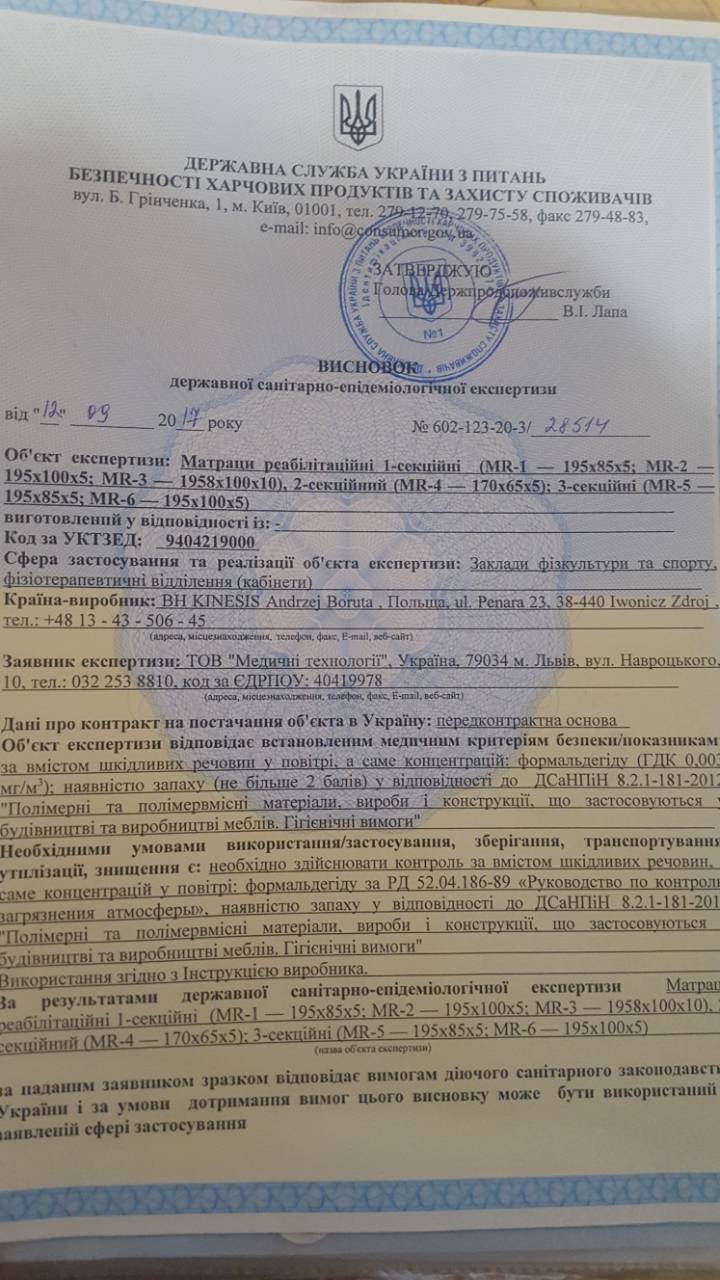 ДЕРЖАВНА СЛУЖБА УКРАЇНИ З ПИТАНЬ
БЕЗПЕЧНОСТІ ХАРЧОВИХ ПРОДУКТІВ ТА ЗАХИСТУ СПОЖИВАЧІВ
вул. Б. Грінченка, 1, м. Київ, 01001, тел. 279-12-70, 279-75-58, факс 279-48-83,
e-mail: info@consumer.gov.ua
ЗАТВЕРДЖУЮ
Голова Держпродспоживслужби
В.І. Лапа
№1
ВИСНОВОК
державної санітарно-епідеміологічної експертизи
від "12" 09 2017 року № 602-123-20-3/ 28514
Об'єкт експертизи: Матраци реабілітаційні 1-секційні (MR-1 — 195x85x5; MR-2 —
195x100x5; MR-3 — 1958x100x10), 2-секційний (MR-4 — 170x65x5); 3-секційні (MR-5 —
195x85x5; MR-6 — 195x100x5)
виготовлений у відповідності із: -
Код за УКТЗЕД: 9404219000
Сфера застосування та реалізації об'єкта експертизи: Заклади фізкультури та спорту,
фізіотерапевтичні відділення (кабінети)
Країна-виробник: BH KINESIS Andrzej Boruta , Польща, ul. Penara 23, 38-440 Iwonicz Zdroj ,
тел.: +48 13 - 43 - 506 - 45
(адреса, місцезнаходження, телефон, факс, E-mail, веб-сайт)
Заявник експертизи: ТОВ "Медичні технології", Україна, 79034 м. Львів, вул. Навроцького,
10, тел.: 032 253 8810, код за ЄДРПОУ: 40419978
(адреса, місцезнаходження, телефон, факс, E-mail, веб-сайт)
Дані про контракт на постачання об'єкта в Україну: передконтрактна основа
Об'єкт експертизи відповідає встановленим медичним критеріям безпеки/показникам:
за вмістом шкідливих речовин у повітрі, а саме концентрацій: формальдегіду (ГДК 0,003
мг/м³); наявністю запаху (не більше 2 балів) у відповідності до ДСаНПіН 8.2.1-181-2012
"Полімерні та полімервмісні матеріали, вироби і конструкції, що застосовуються у
будівництві та виробництві меблів. Гігієнічні вимоги"
Необхідними умовами використання/застосування, зберігання, транспортування,
утилізації, знищення є: необхідно здійснювати контроль за вмістом шкідливих речовин,
саме концентрацій у повітрі: формальдегіду за РД 52.04.186-89 «Руководство по контролю
загрязнения атмосферы», наявністю запаху у відповідності до ДСаНПіН 8.2.1-181-201
"Полімерні та полімервмісні матеріали, вироби і конструкції, що застосовуються
будівництві та виробництві меблів. Гігієнічні вимоги"
Використання згідно з Інструкцією виробника.
За результатами державної санітарно-епідеміологічної експертизи Матрац
реабілітаційні 1-секційні (MR-1 — 195x85x5; MR-2 — 195x100x5; MR-3 — 1958x100x10),
секційний (MR-4 — 170x65x5); 3-секційні (MR-5 — 195x85x5; MR-6 — 195x100x5)
(назва об'єкта експертизи)
за наданим заявником зразком відповідає вимогам діючого санітарного законодавст
України і за умови дотримання вимог цього висновку може бути використаний
заявленій сфері застосування